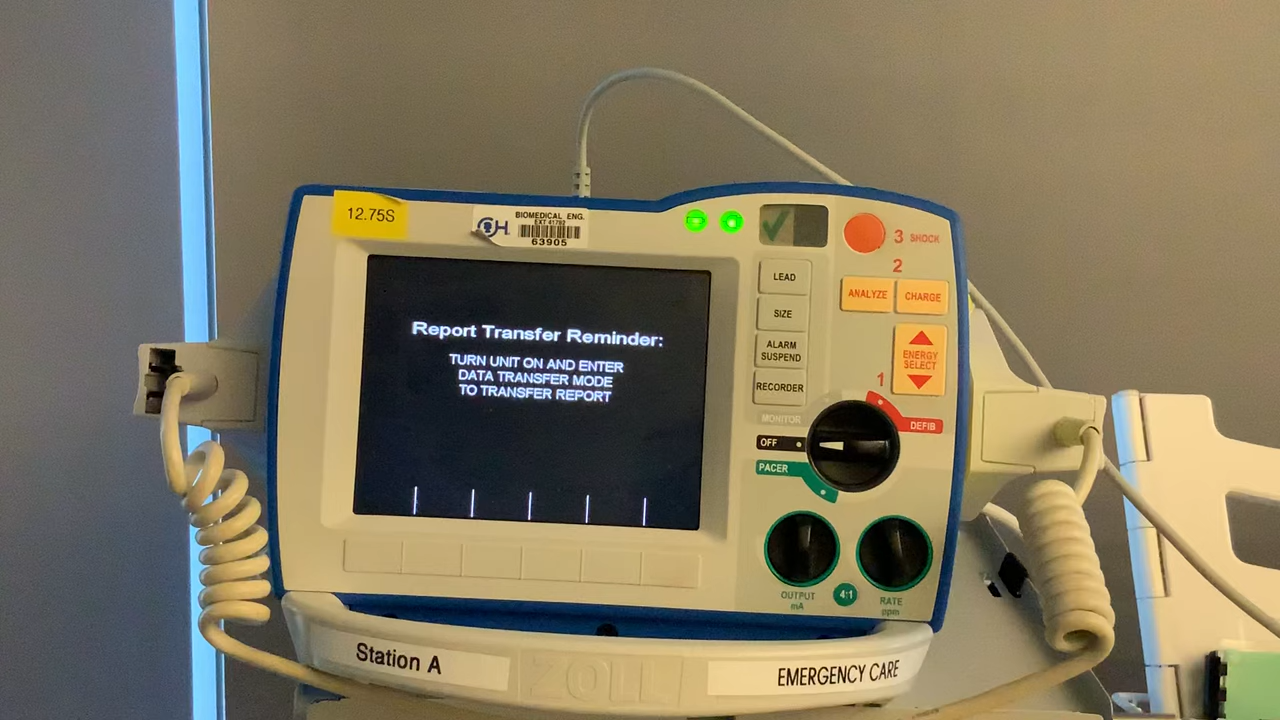 12.75S
BIOMEDICAL ENG.
EXT 41792
63905
3 SHOCK
2
ANALYZE
CHARGE
LEAD
SIZE
ALARM
SUSPEND
RECORDER
ENERGY
SELECT
1
Report Transfer Reminder:
TURN UNIT ON AND ENTER
DATA TRANSFER MODE
TO TRANSFER REPORT
MONITOR
OFF
DEFIB
PACER
OUTPUT
mA
4:1
RATE
ppm
Station A
ZOLL
EMERGENCY CARE